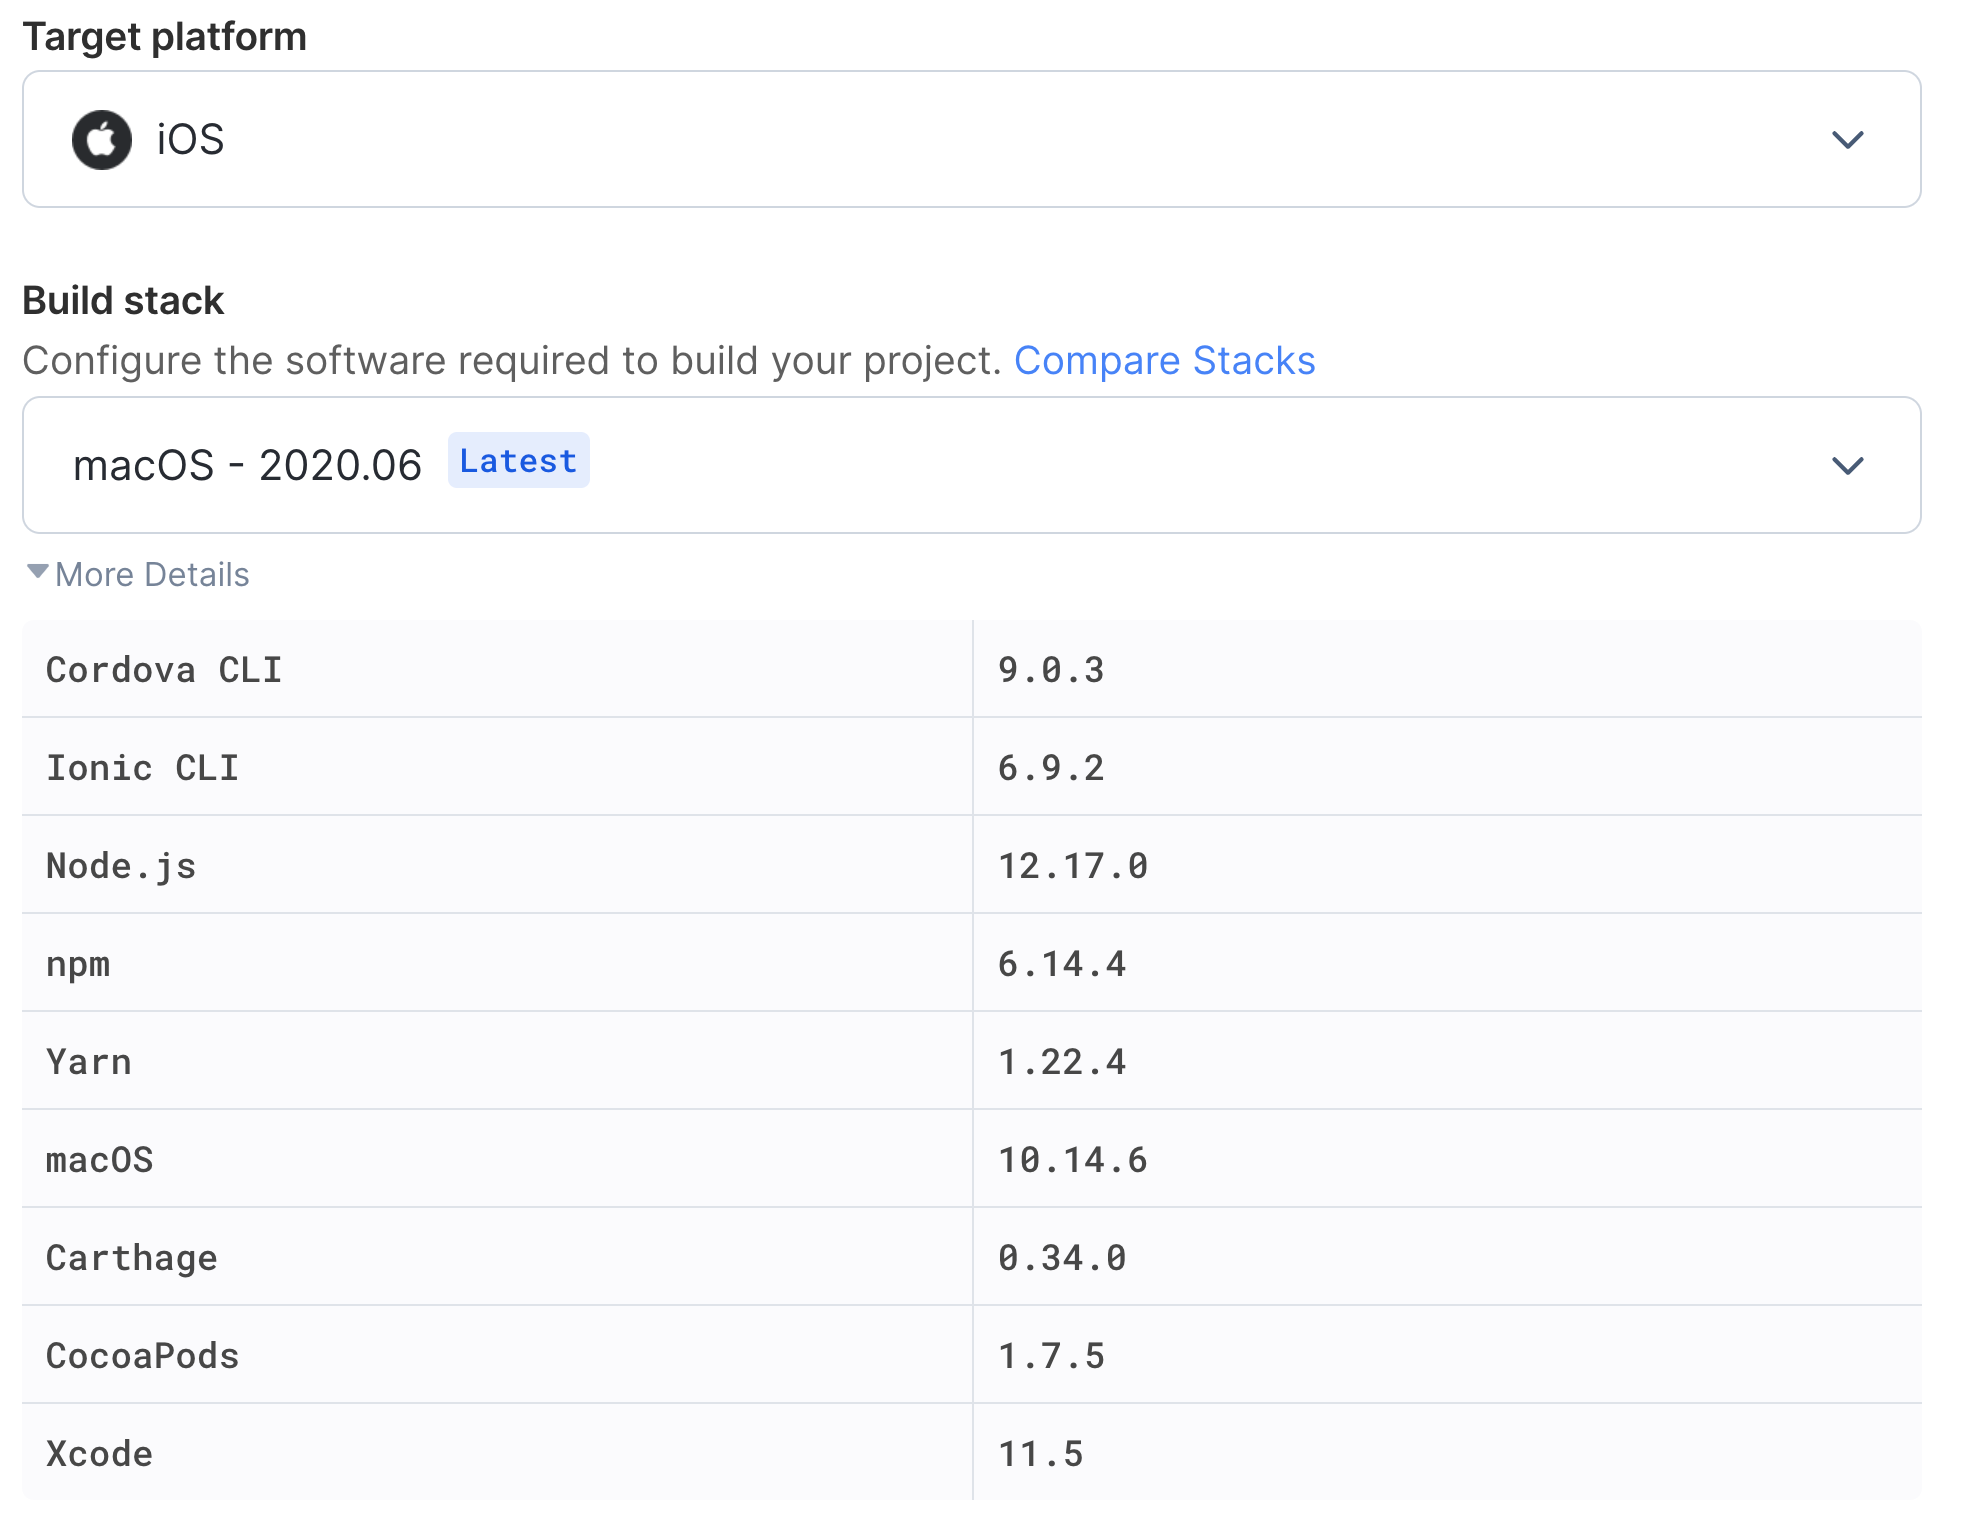 Target platform
iOS
Build stack
Configure the software required to build your project. Compare Stacks
macOS - 2020.06 Latest
More Details
Cordova CLI 9.0.3
Ionic CLI 6.9.2
Node.js 12.17.0
npm 6.14.4
Yarn 1.22.4
macOS 10.14.6
Carthage 0.34.0
CocoaPods 1.7.5
Xcode 11.5